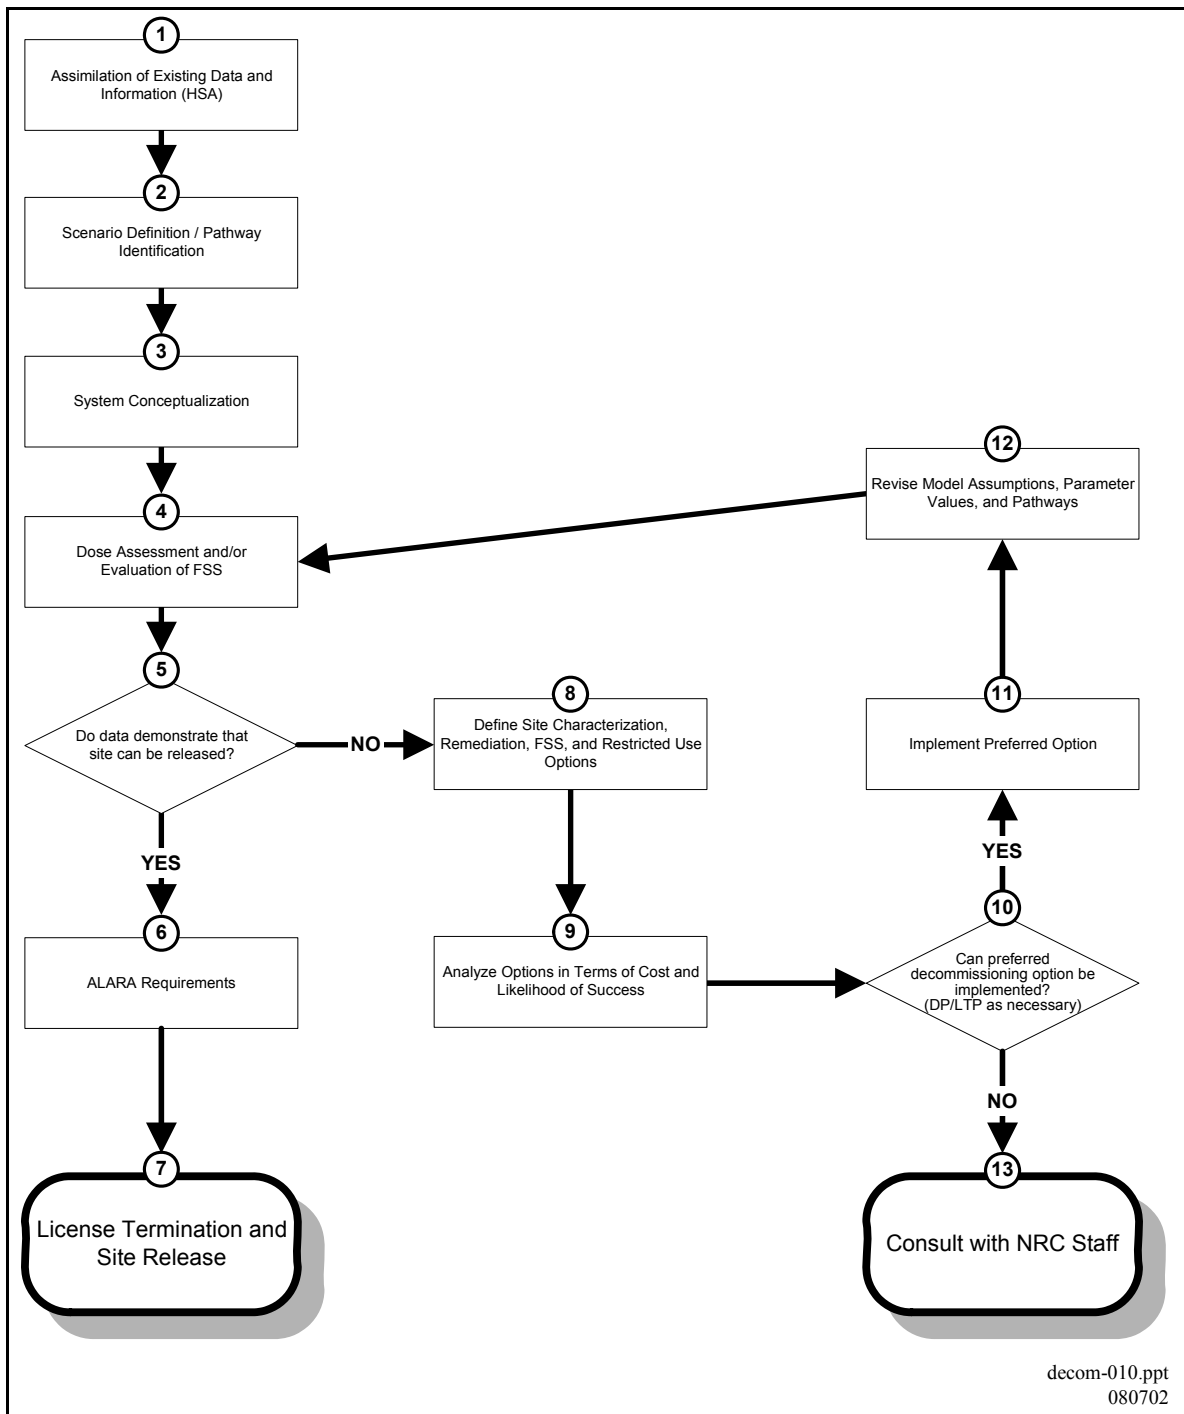 1
Assimilation of Existing Data and
Information (HSA)
2
Scenario Definition / Pathway
Identification
3
System Conceptualization
4
Dose Assessment and/or
Evaluation of FSS
5
Do data demonstrate that
site can be released?
NO
YES
6
ALARA Requirements
7
License Termination and
Site Release
8
Define Site Characterization,
Remediation, FSS, and Restricted Use
Options
9
Analyze Options in Terms of Cost and
Likelihood of Success
10
Can preferred
decommissioning option be
implemented?
(DP/LTP as necessary)
YES
11
Implement Preferred Option
12
Revise Model Assumptions, Parameter
Values, and Pathways
NO
13
Consult with NRC Staff
decom-010.ppt
080702